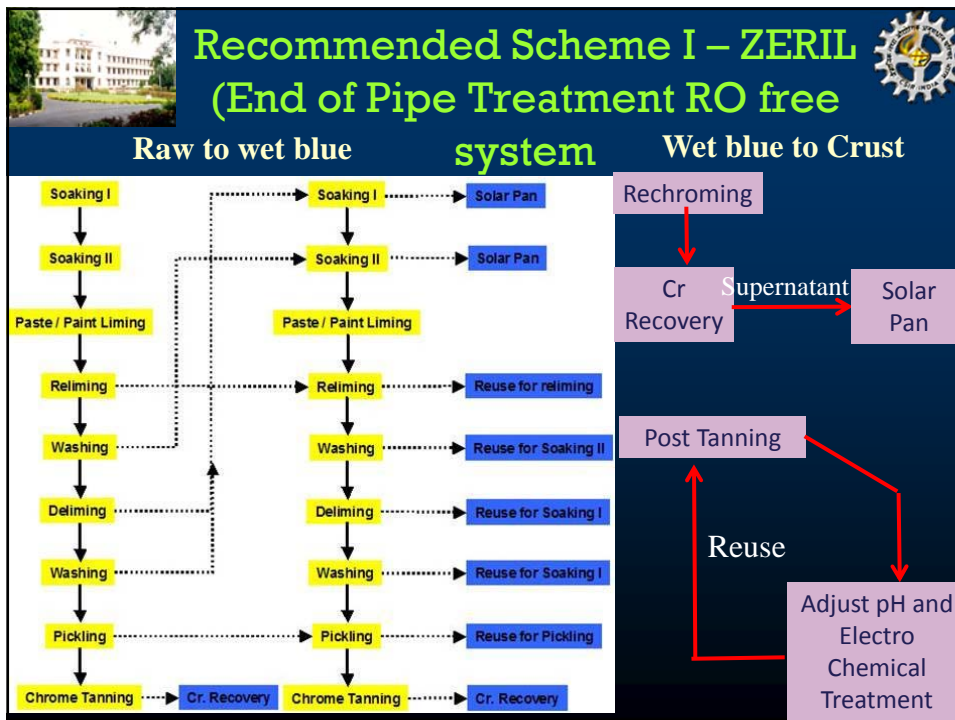 Recommended Scheme I – ZERIL
(End of Pipe Treatment RO free
system
Raw to wet blue
Wet blue to Crust
Soaking I
Soaking II
Paste / Paint Liming
Reliming
Washing
Deliming
Washing
Pickling
Chrome Tanning
Cr. Recovery
Soaking I
Solar Pan
Soaking II
Solar Pan
Paste / Paint Liming
Reliming
Reuse for reliming
Washing
Reuse for Soaking II
Deliming
Reuse for Soaking I
Washing
Reuse for Soaking I
Pickling
Reuse for Pickling
Chrome Tanning
Cr. Recovery
Rechroming
Cr
Recovery
Supernatant
Solar
Pan
Post Tanning
Reuse
Adjust pH and
Electro
Chemical
Treatment